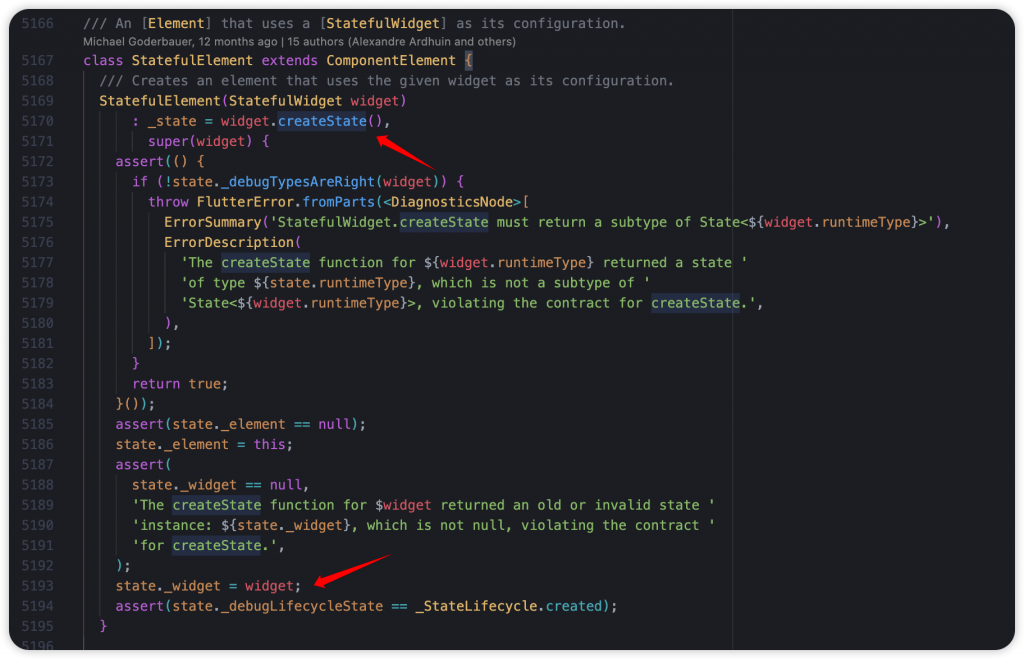 5166 /// An [Element] that uses a [StatefulWidget] as its configuration.
Michael Goderbauer, 12 months ago | 15 authors (Alexandre Ardhuin and others)
5167 class StatefulElement extends ComponentElement {
5168 /// Creates an element that uses the given widget as its configuration.
5169 StatefulElement(StatefulWidget widget)
5170 : _state = widget.createState(),
5171 super(widget) {
5172 assert(() {
5173 if (!state._debugTypesAreRight(widget)) {
5174 throw FlutterError.fromParts(<DiagnosticsNode>[
5175 ErrorSummary('StatefulWidget.createState must return a subtype of State<${widget.runtimeType}>'),
5176 ErrorDescription(
5177 'The createState function for ${widget.runtimeType} returned a state '
5178 'of type ${state.runtimeType}, which is not a subtype of '
5179 'State<${widget.runtimeType}>, violating the contract for createState.',
5180 ),
5181 ]);
5182 }
5183 return true;
5184 }());
5185 assert(state._element == null);
5186 state._element = this;
5187 assert(
5188 state._widget == null,
5189 'The createState function for $widget returned an old or invalid state '
5190 'instance: ${state._widget}, which is not null, violating the contract '
5191 'for createState.',
5192 );
5193 state._widget = widget;
5194 assert(state._debugLifecycleState == _StateLifecycle.created);
5195 }
5196